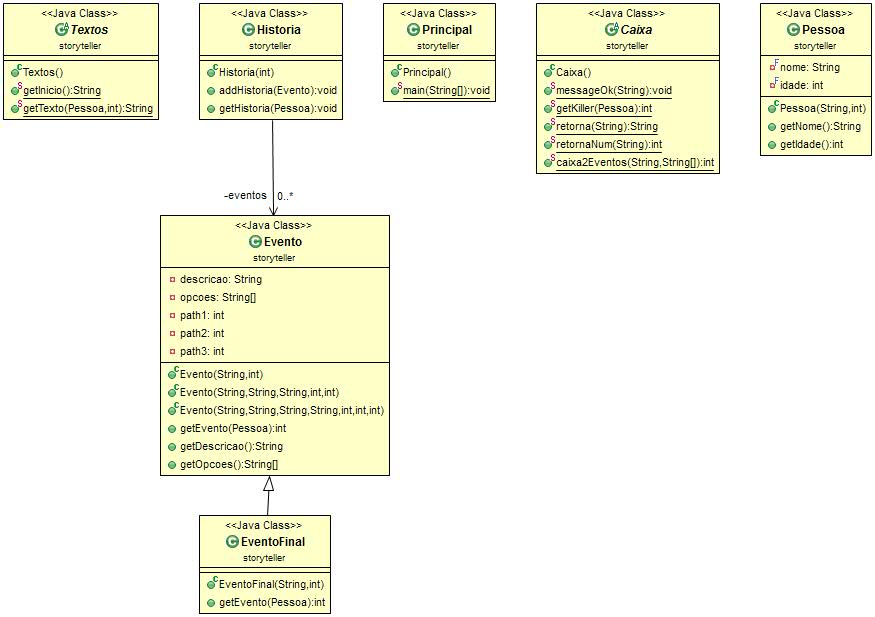 <<Java Class>>
Textos
storyteller
Textos()
getInicio():String
getTexto(Pessoa,int):String
<<Java Class>>
Historia
storyteller
Historia(int)
addHistoria(Evento):void
getHistoria(Pessoa):void
<<Java Class>>
Principal
storyteller
Principal()
main(String[]):void
<<Java Class>>
Caixa
storyteller
Caixa()
messageOk(String):void
getKiller(Pessoa):int
retorna(String):String
retornaNum(String):int
caixa2Eventos(String,String[]):int
<<Java Class>>
Pessoa
storyteller
nome: String
idade: int
Pessoa(String,int)
getNome():String
getIdade():int
-eventos 0..*
<<Java Class>>
Evento
storyteller
descricao: String
opcoes: String[]
path1: int
path2: int
path3: int
Evento(String,int)
Evento(String,String,String,int,int)
Evento(String,String,String,String,int,int,int)
getEvento(Pessoa):int
getDescricao():String
getOpcoes():String[]
<<Java Class>>
EventoFinal
storyteller
EventoFinal(String,int)
getEvento(Pessoa):int